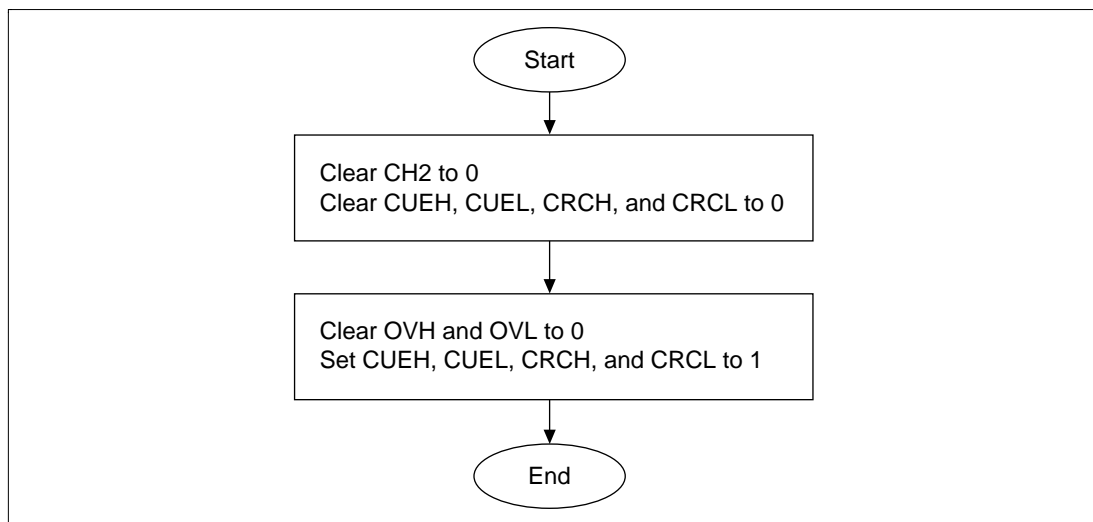 Start
Clear CH2 to 0
Clear CUEH, CUEL, CRCH, and CRCL to 0
Clear OVH and OVL to 0
Set CUEH, CUEL, CRCH, and CRCL to 1
End